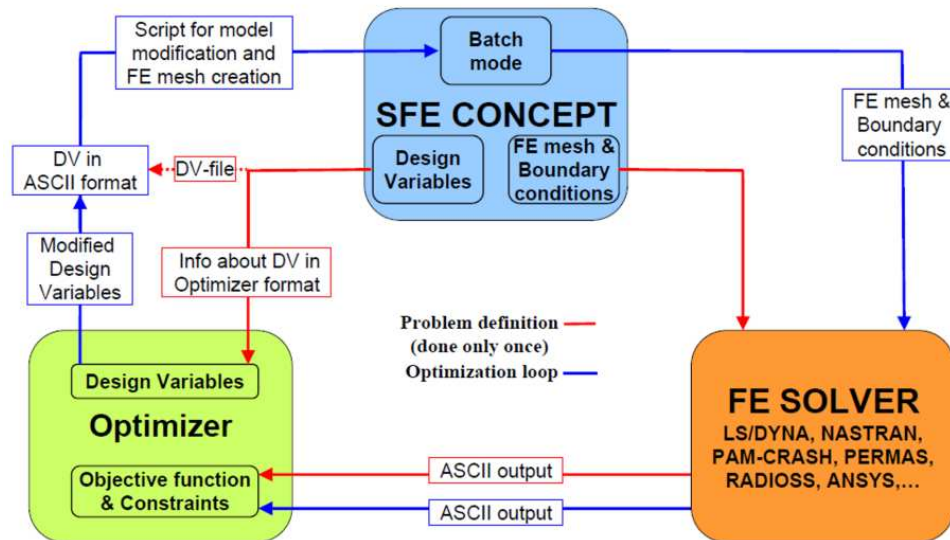 Script for model
modification and
FE mesh creation
Batch
mode
SFE CONCEPT
FE mesh &
Boundary
conditions
DV in
ASCII format
DV-file
Design
Variables
FE mesh &
Boundary
conditions
Modified
Design
Variables
Info about DV in
Optimizer format
Problem definition
(done only once)
Optimization loop
Design Variables
Optimizer
Objective function
& Constraints
ASCII output
ASCII output
FE SOLVER
LS/DYNA, NASTRAN,
PAM-CRASH, PERMAS,
RADIOSS, ANSYS,...